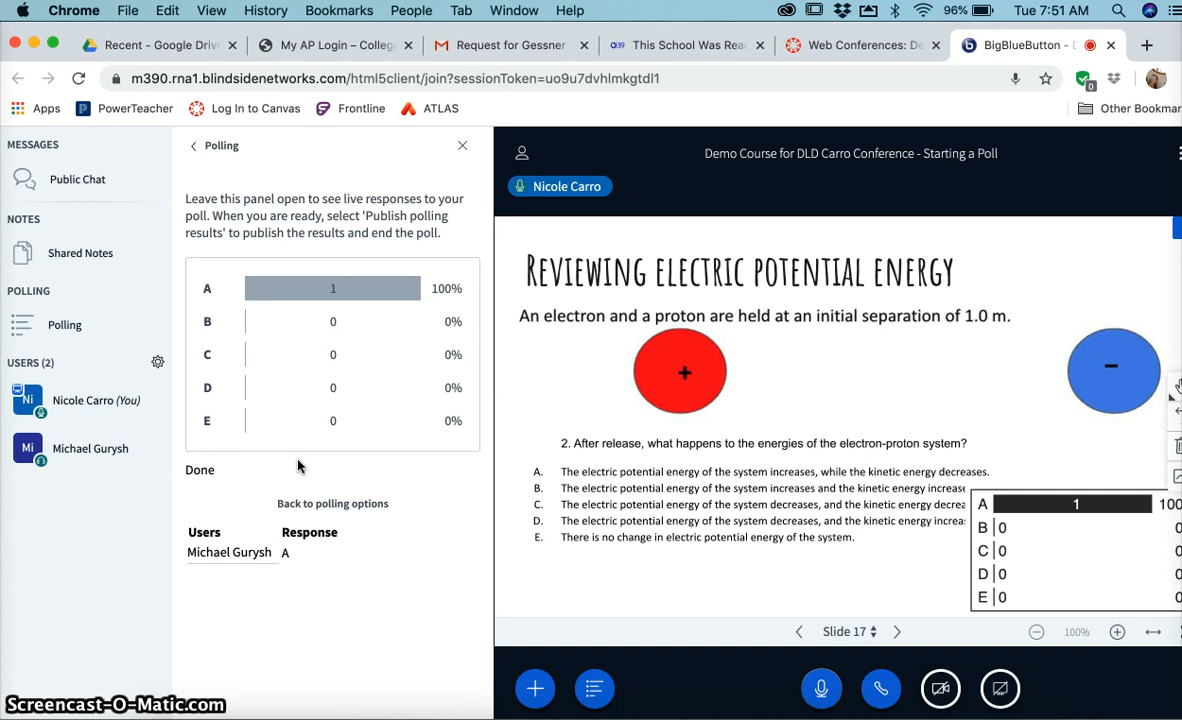 Chrome File Edit View History Bookmarks People Tab Window Help 96% Tue 7:51 AM
Recent - Google Driv My AP Login – Colleg Request for Gessner - This School Was Rea Web Conferences: De BigBlueButton - D
m390.rna1.blindsidenetworks.com/html5client/join?sessionToken=uo9u7dvhlmkgtdl1
Apps PowerTeacher Log In to Canvas Frontline ATLAS Other Bookmar
MESSAGES
Public Chat
NOTES
Shared Notes
POLLING
Polling
USERS (2)
Ni Nicole Carro (You)
Mi Michael Gurysh
Polling
Leave this panel open to see live responses to your
poll. When you are ready, select 'Publish polling
results' to publish the results and end the poll.
A 1 100%
B 0 0%
C 0 0%
D 0 0%
E 0 0%
Done
Back to polling options
Users Response
Michael Gurysh A
Demo Course for DLD Carro Conference - Starting a Poll
Nicole Carro
Reviewing electric potential energy
An electron and a proton are held at an initial separation of 1.0 m.
+ −
2. After release, what happens to the energies of the electron-proton system?
A. The electric potential energy of the system increases, while the kinetic energy decreases.
B. The electric potential energy of the system increases and the kinetic energy increase
C. The electric potential energy of the system decreases, and the kinetic energy decrea
D. The electric potential energy of the system decreases, and the kinetic energy increa
E. There is no change in electric potential energy of the system.
A 1 100
B 0 0
C 0 0
D 0 0
E 0 0
Slide 17 100%
Screencast-O-Matic.com